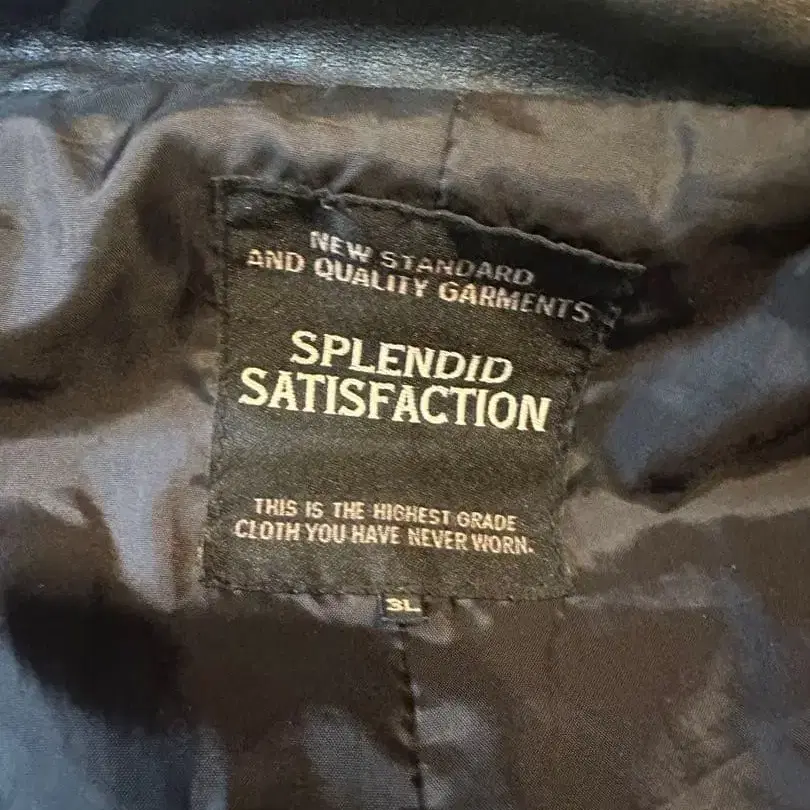 NEW STANDARD
AND QUALITY GARMENTS
SPLENDID
SATISFACTION
THIS IS THE HIGHEST GRADE
CLOTH YOU HAVE NEVER WORN.
3L